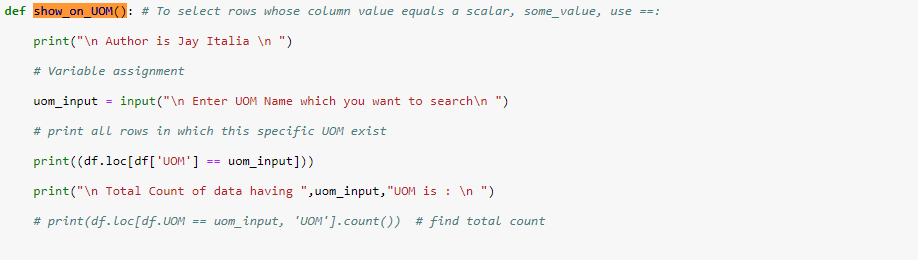 def show_on_UOM(): # To select rows whose column value equals a scalar, some_value, use ==:
print("\n Author is Jay Italia \n ")
# Variable assignment
uom_input = input("\n Enter UOM Name which you want to search\n ")
# print all rows in which this specific UOM exist
print((df.loc[df['UOM'] == uom_input]))
print("\n Total Count of data having ",uom_input,"UOM is : \n ")
# print(df.loc[df.UOM == uom_input, 'UOM'].count())  # find total count